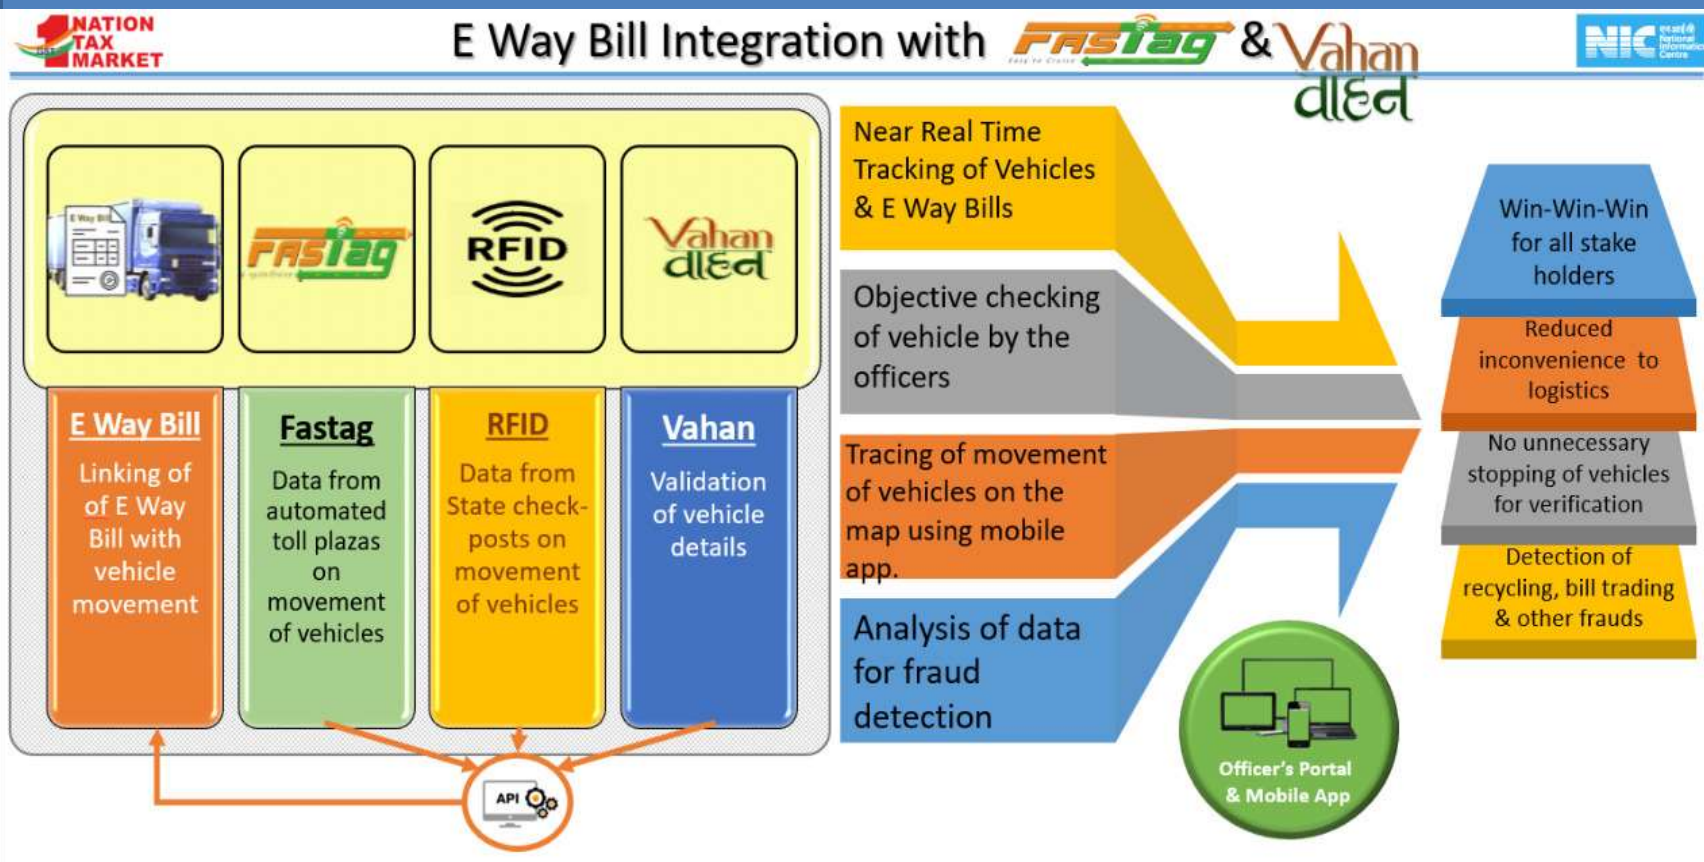 NATION
TAX
MARKET
GST
E Way Bill Integration with FASTag & Vahan
वाहन
NIC
एनआईसी
National
Informatics
Centre
E Way Bill
FASTag
RFID
Vahan
वाहन
E Way Bill
Linking of
of E Way
Bill with
vehicle
movement
Fastag
Data from
automated
toll plazas
on
movement
of vehicles
RFID
Data from
State check-
posts on
movement
of vehicles
Vahan
Validation
of vehicle
details
API
Near Real Time
Tracking of Vehicles
& E Way Bills
Objective checking
of vehicle by the
officers
Tracing of movement
of vehicles on the
map using mobile
app.
Analysis of data
for fraud
detection
Officer's Portal
& Mobile App
Win-Win-Win
for all stake
holders
Reduced
inconvenience to
logistics
No unnecessary
stopping of vehicles
for verification
Detection of
recycling, bill trading
& other frauds